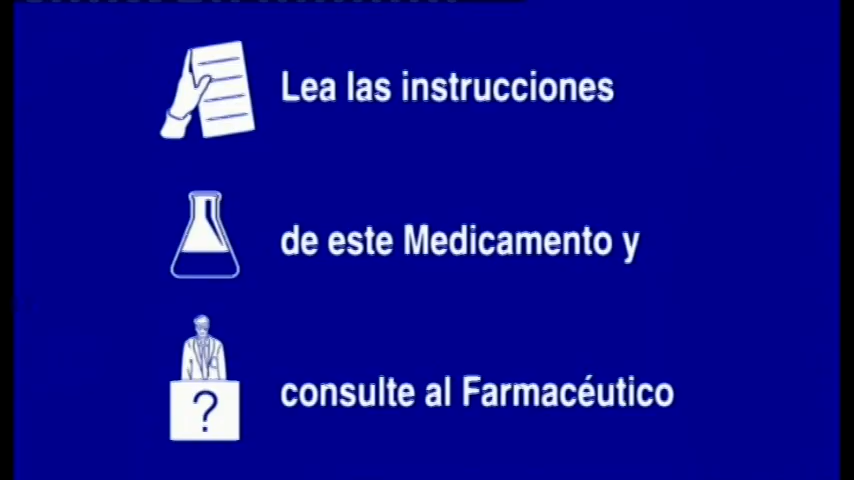 Lea las instrucciones
de este Medicamento y
consulte al Farmacéutico
?